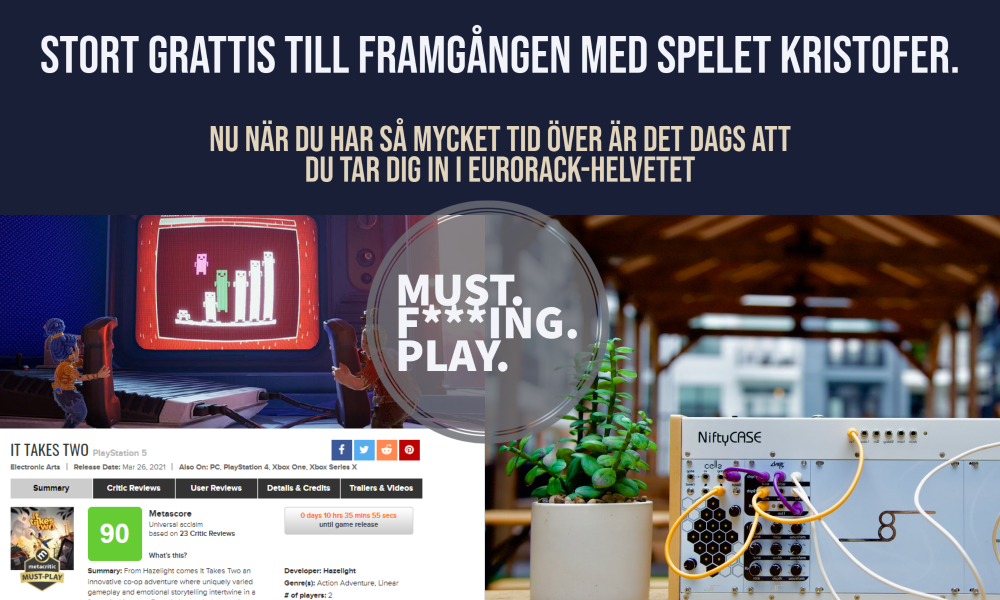 STORT GRATTIS TILL FRAMGÅNGEN MED SPELET KRISTOFER.
NU NÄR DU HAR SÅ MYCKET TID ÖVER ÄR DET DAGS ATT
DU TAR DIG IN I EURORACK-HELVETET
MUST.
F***ING.
PLAY.
IT TAKES TWO PlayStation 5
Electronic Arts | Release Date: Mar 26, 2021 | Also On: PC, PlayStation 4, Xbox One, Xbox Series X
Summary Critic Reviews User Reviews Details & Credits Trailers & Videos
it takes two
metacritic
MUST-PLAY
90
Metascore
Universal acclaim
based on 23 Critic Reviews
What's this?
0 days 10 hrs 35 mins 55 secs
until game release
Summary: From Hazelight comes It Takes Two an
innovative co-op adventure where uniquely varied
gameplay and emotional storytelling intertwine in a
Developer: Hazelight
Genre(s): Action Adventure, Linear
# of players: 2
NiftyCASE
cellz